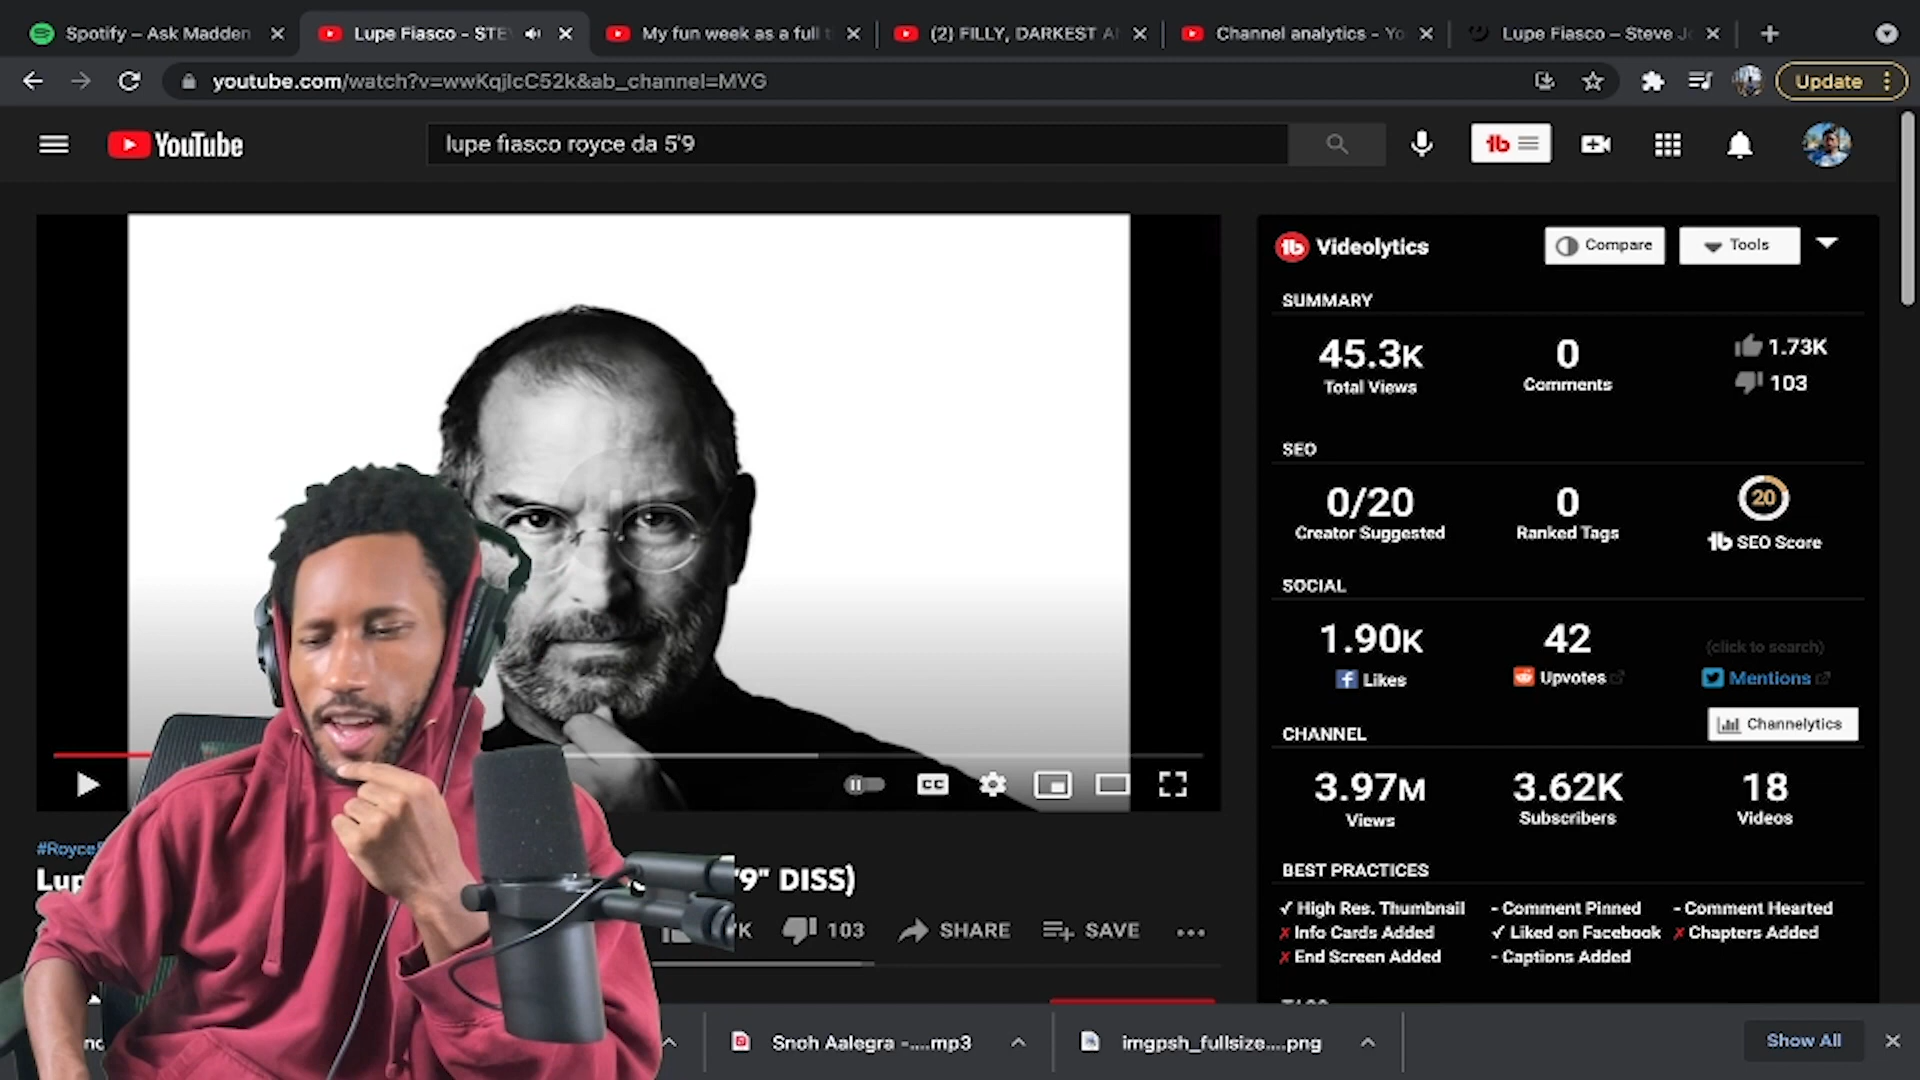 Spotify – Ask Madden
Lupe Fiasco - STE
My fun week as a full t
(2) FILLY, DARKEST A
Channel analytics - Yo
Lupe Fiasco – Steve J
youtube.com/watch?v=wwKqjlcC52k&ab_channel=MVG
Update
YouTube
lupe fiasco royce da 5'9
Videolytics
Compare
Tools
SUMMARY
45.3K
Total Views
0
Comments
1.73K
103
SEO
0/20
Creator Suggested
0
Ranked Tags
20
SEO Score
SOCIAL
1.90K
Likes
42
Upvotes
(click to search)
Mentions
CHANNEL
Channelytics
3.97M
Views
3.62K
Subscribers
18
Videos
BEST PRACTICES
✓ High Res. Thumbnail
- Comment Pinned
- Comment Hearted
✗ Info Cards Added
✓ Liked on Facebook
✗ Chapters Added
✗ End Screen Added
- Captions Added
CC
#Royce
Lup
'9" DISS)
K
103
SHARE
SAVE
Snoh Aalegra -....mp3
imgpsh_fullsize....png
Show All